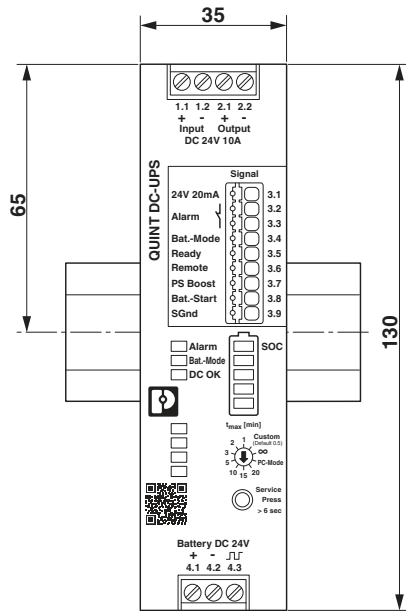 35
65
130
1.1 1.2 2.1 2.2
+ - + -
Input Output
DC 24V 10A
QUINT DC-UPS
Signal
24V 20mA 3.1
3.2
Alarm 3.3
Bat.-Mode 3.4
Ready 3.5
Remote 3.6
PS Boost 3.7
Bat.-Start 3.8
SGnd 3.9
Alarm
Bat.-Mode
DC OK
SOC
tmax [min]
Custom
(Default 0.5)
1
2
3
5
10
15
20
∞
PC-Mode
Service
Press
> 6 sec
Battery DC 24V
+ -
4.1 4.2 4.3